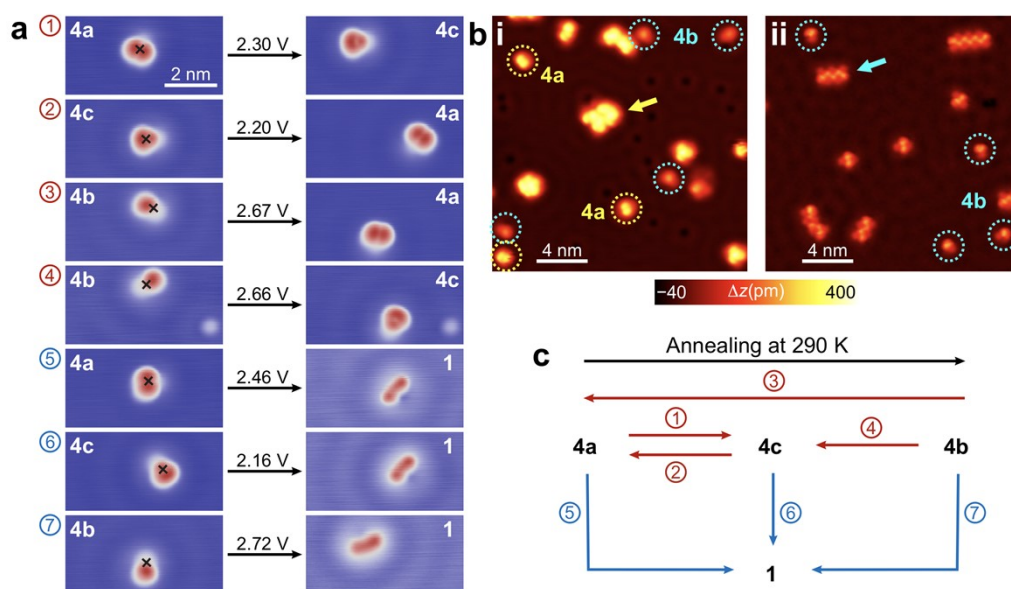 a
① 4a 2.30 V 4c
2 nm
② 4c 2.20 V 4a
③ 4b 2.67 V 4a
④ 4b 2.66 V 4c
⑤ 4a 2.46 V 1
⑥ 4c 2.16 V 1
⑦ 4b 2.72 V 1
b i 4b ii
4a
4a 4b
4 nm 4 nm
−40 Δz(pm) 400
c Annealing at 290 K
③
① ④
4a 4c 4b
②
⑤ ⑥ ⑦
1